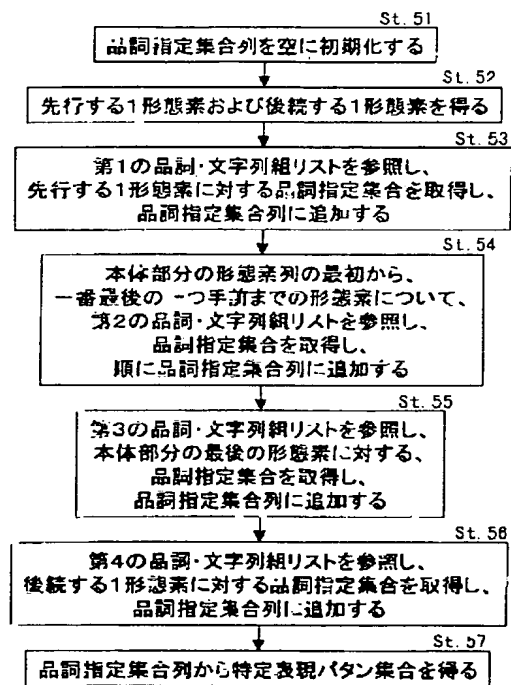 St.51
品詞指定集合列を空に初期化する
St.52
先行する1形態素および後続する1形態素を得る
St.53
第1の品詞・文字列組リストを参照し、
先行する1形態素に対する品詞指定集合を取得し、
品詞指定集合列に追加する
St.54
本体部分の形態素列の最初から、
一番最後の一つ手前までの形態素について、
第2の品詞・文字列組リストを参照し、
品詞指定集合を取得し、
順に品詞指定集合列に追加する
St.55
第3の品詞・文字列組リストを参照し、
本体部分の最後の形態素に対する、
品詞指定集合を取得し、
品詞指定集合列に追加する
St.56
第4の品詞・文字列組リストを参照し、
後続する1形態素に対する品詞指定集合を取得し、
品詞指定集合列に追加する
St.57
品詞指定集合列から特定表現パタン集合を得る